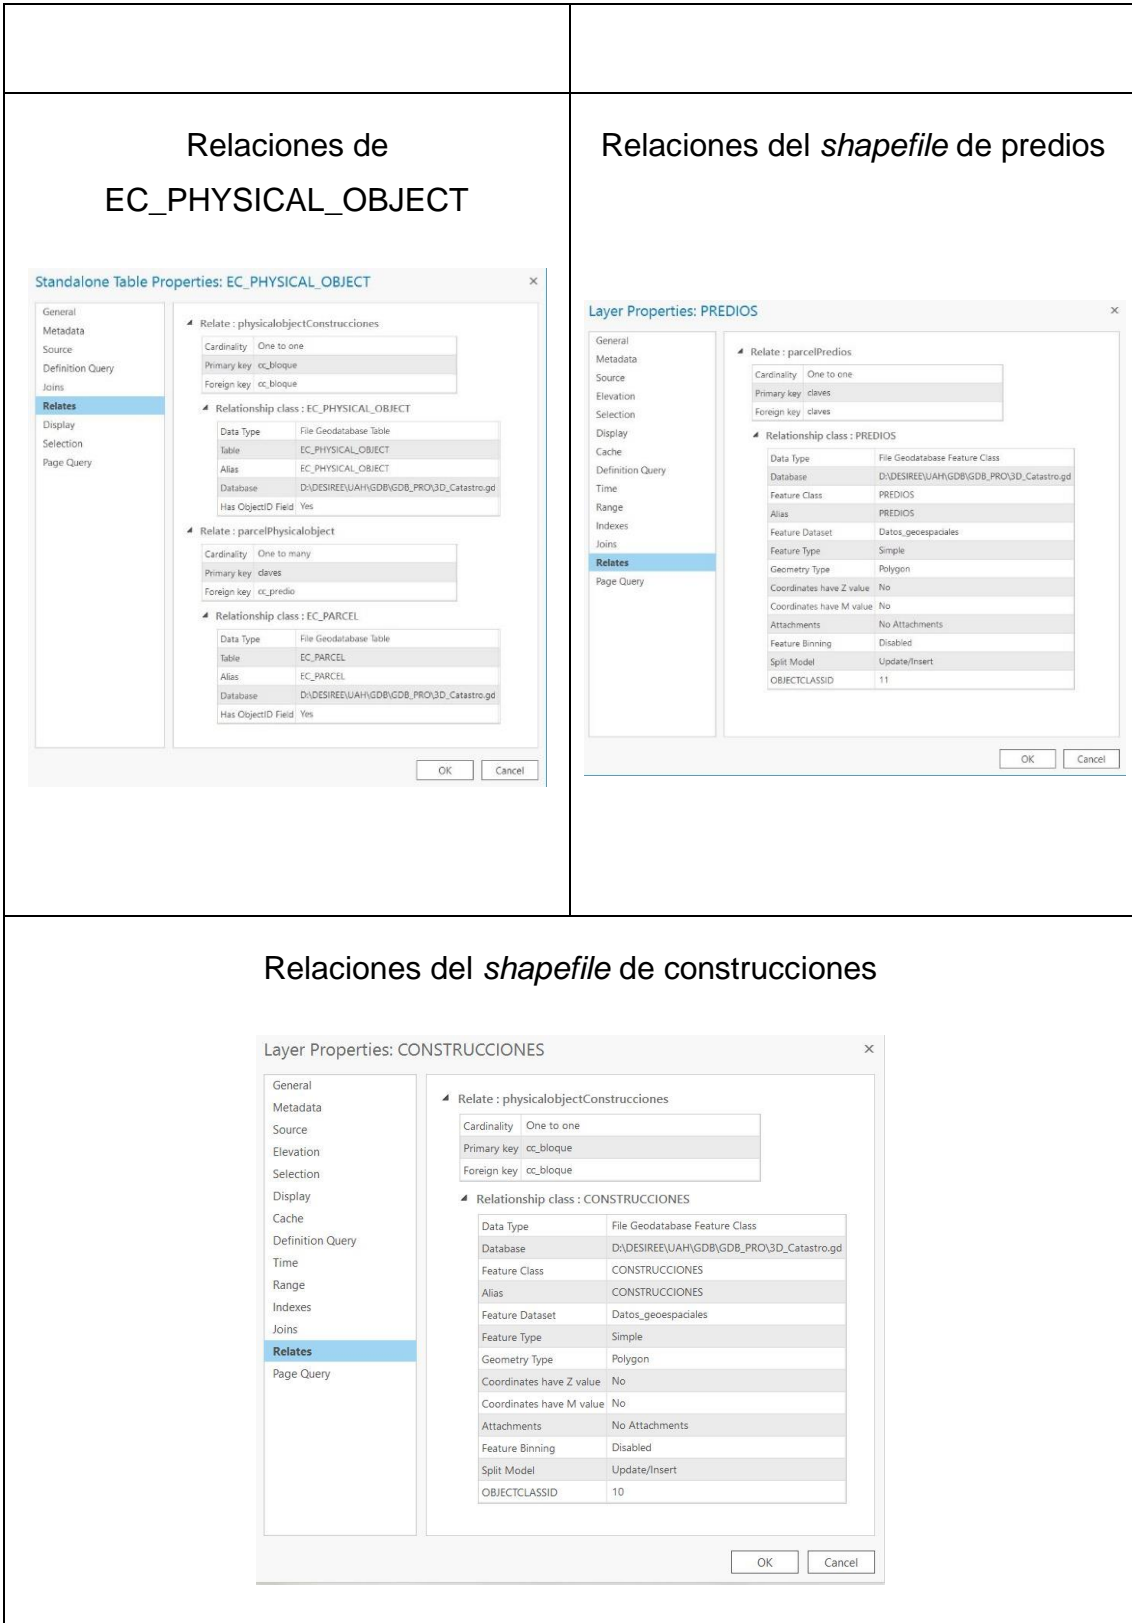 Relaciones de
EC_PHYSICAL_OBJECT
Standalone Table Properties: EC_PHYSICAL_OBJECT ×
General
Metadata
Source
Definition Query
Joins
Relates
Display
Selection
Page Query
Relate : physicalobjectConstrucciones
Cardinality One to one
Primary key cc_bloque
Foreign key cc_bloque
Relationship class : EC_PHYSICAL_OBJECT
Data Type File Geodatabase Table
Table EC_PHYSICAL_OBJECT
Alias EC_PHYSICAL_OBJECT
Database D:\DESIREE\UAH\GDB\GDB_PRO\3D_Catastro.gd
Has ObjectID Field Yes
Relate : parcelPhysicalobject
Cardinality One to many
Primary key claves
Foreign key cc_predio
Relationship class : EC_PARCEL
Data Type File Geodatabase Table
Table EC_PARCEL
Alias EC_PARCEL
Database D:\DESIREE\UAH\GDB\GDB_PRO\3D_Catastro.gd
Has ObjectID Field Yes
OK Cancel
Relaciones del shapefile de predios
Layer Properties: PREDIOS ×
General
Metadata
Source
Elevation
Selection
Display
Cache
Definition Query
Time
Range
Indexes
Joins
Relates
Page Query
Relate : parcelPredios
Cardinality One to one
Primary key claves
Foreign key claves
Relationship class : PREDIOS
Data Type File Geodatabase Feature Class
Database D:\DESIREE\UAH\GDB\GDB_PRO\3D_Catastro.gd
Feature Class PREDIOS
Alias PREDIOS
Feature Dataset Datos_geoespaciales
Feature Type Simple
Geometry Type Polygon
Coordinates have Z value No
Coordinates have M value No
Attachments No Attachments
Feature Binning Disabled
Split Model Update/Insert
OBJECTCLASSID 11
OK Cancel
Relaciones del shapefile de construcciones
Layer Properties: CONSTRUCCIONES ×
General
Metadata
Source
Elevation
Selection
Display
Cache
Definition Query
Time
Range
Indexes
Joins
Relates
Page Query
Relate : physicalobjectConstrucciones
Cardinality One to one
Primary key cc_bloque
Foreign key cc_bloque
Relationship class : CONSTRUCCIONES
Data Type File Geodatabase Feature Class
Database D:\DESIREE\UAH\GDB\GDB_PRO\3D_Catastro.gd
Feature Class CONSTRUCCIONES
Alias CONSTRUCCIONES
Feature Dataset Datos_geoespaciales
Feature Type Simple
Geometry Type Polygon
Coordinates have Z value No
Coordinates have M value No
Attachments No Attachments
Feature Binning Disabled
Split Model Update/Insert
OBJECTCLASSID 10
OK Cancel